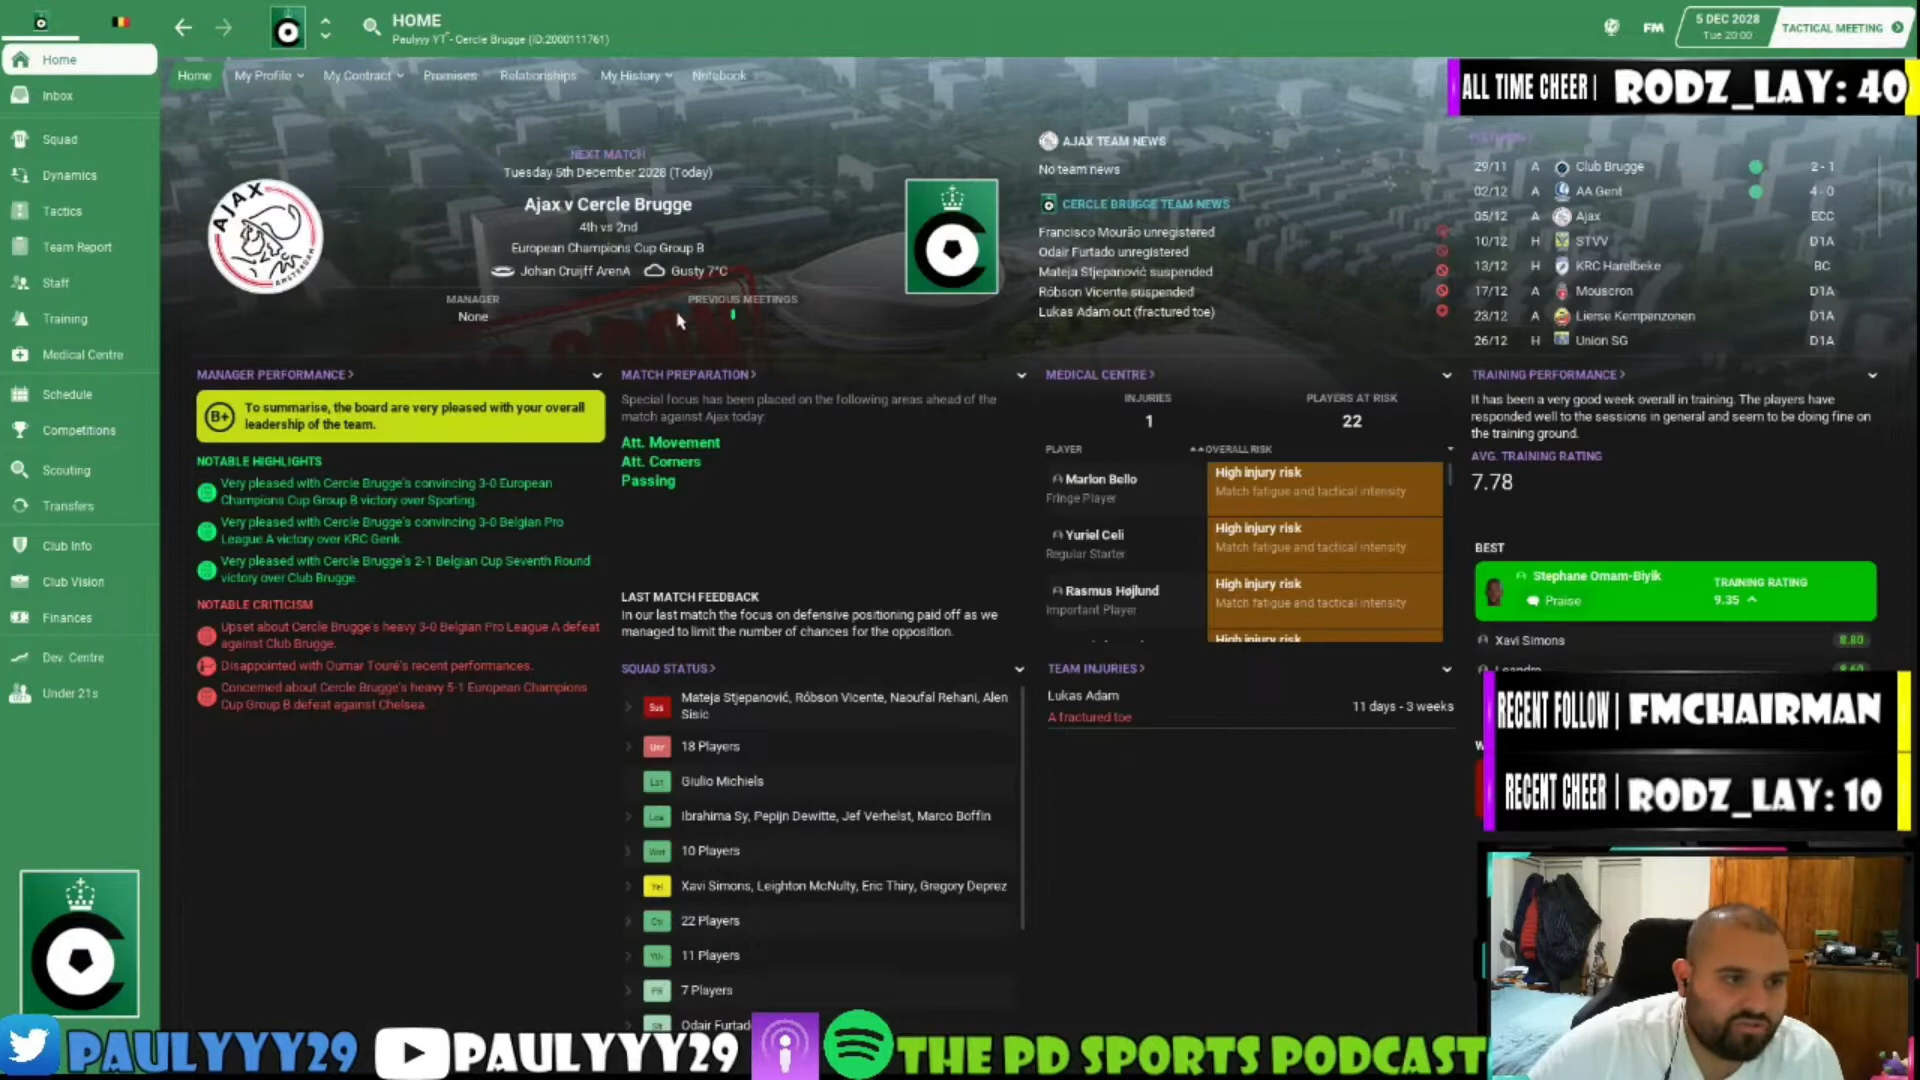 HOME
Paulyyy YT - Cercle Brugge (ID:2000111761)
FM
5 DEC 2028
Tue 20:00
TACTICAL MEETING
Home
Inbox
Squad
Dynamics
Tactics
Team Report
Staff
Training
Medical Centre
Schedule
Competitions
Scouting
Transfers
Club Info
Club Vision
Finances
Dev. Centre
Under 21s
Home
My Profile
My Contract
Promises
Relationships
My History
Notebook
ALL TIME CHEER | RODZ_LAY: 40
NEXT MATCH
Tuesday 5th December 2028 (Today)
AJAX
AMSTERDAM
Ajax v Cercle Brugge
4th vs 2nd
European Champions Cup Group B
Johan Cruijff ArenA
Gusty 7°C
MANAGER
None
PREVIOUS MEETINGS
AJAX TEAM NEWS
No team news
CERCLE BRUGGE TEAM NEWS
Francisco Mourão unregistered
Odair Furtado unregistered
Mateja Stjepanović suspended
Róbson Vicente suspended
Lukas Adam out (fractured toe)
29/11 A Club Brugge 2 - 1
02/12 A AA Gent 4 - 0
05/12 A Ajax ECC
10/12 H STVV D1A
13/12 H KRC Harelbeke BC
17/12 A Mouscron D1A
23/12 A Lierse Kempenzonen D1A
26/12 H Union SG D1A
MANAGER PERFORMANCE >
B+
To summarise, the board are very pleased with your overall
leadership of the team.
NOTABLE HIGHLIGHTS
Very pleased with Cercle Brugge's convincing 3-0 European
Champions Cup Group B victory over Sporting.
Very pleased with Cercle Brugge's convincing 3-0 Belgian Pro
League A victory over KRC Genk.
Very pleased with Cercle Brugge's 2-1 Belgian Cup Seventh Round
victory over Club Brugge.
NOTABLE CRITICISM
Upset about Cercle Brugge's heavy 3-0 Belgian Pro League A defeat
against Club Brugge.
Disappointed with Oumar Touré's recent performances.
Concerned about Cercle Brugge's heavy 5-1 European Champions
Cup Group B defeat against Chelsea.
MATCH PREPARATION >
Special focus has been placed on the following areas ahead of the
match against Ajax today:
Att. Movement
Att. Corners
Passing
LAST MATCH FEEDBACK
In our last match the focus on defensive positioning paid off as we
managed to limit the number of chances for the opposition.
SQUAD STATUS >
Sus
Mateja Stjepanović, Róbson Vicente, Naoufal Rehani, Alen
Sisic
Unr 18 Players
Lst Giulio Michiels
Ibrahima Sy, Pepijn Dewitte, Jef Verhelst, Marco Boffin
Wnt 10 Players
Yel Xavi Simons, Leighton McNulty, Eric Thiry, Gregory Deprez
Ctr 22 Players
Yth 11 Players
PR 7 Players
Odair Furtado
MEDICAL CENTRE >
INJURIES
1
PLAYERS AT RISK
22
PLAYER
OVERALL RISK
Marlon Bello
Fringe Player
High injury risk
Match fatigue and tactical intensity
Yuriel Celi
Regular Starter
High injury risk
Match fatigue and tactical intensity
Rasmus Højlund
Important Player
High injury risk
Match fatigue and tactical intensity
High injury risk
TEAM INJURIES >
Lukas Adam
A fractured toe
11 days - 3 weeks
TRAINING PERFORMANCE >
It has been a very good week overall in training. The players have
responded well to the sessions in general and seem to be doing fine on
the training ground.
AVG. TRAINING RATING
7.78
BEST
Stephane Omam-Biyik
Praise
TRAINING RATING
9.35
Xavi Simons 8.80
Leandro 8.60
RECENT FOLLOW | FMCHAIRMAN
RECENT CHEER | RODZ_LAY: 10
PAULYYY29
PAULYYY29
THE PD SPORTS PODCAST